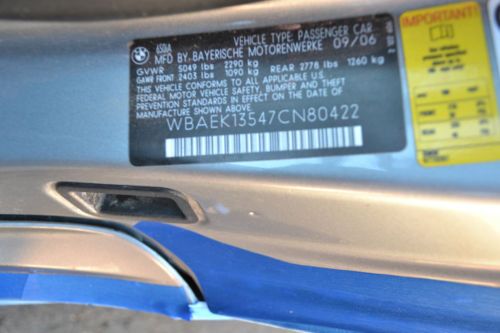 650iA VEHICLE TYPE: PASSENGER CAR
MFG BY: BAYERISCHE MOTORENWERKE 09/06
GVWR 5049 lbs 2290 kg
GAWR FRONT 2403 lbs 1090 kg REAR 2778 lbs 1260 kg
THIS VEHICLE CONFORMS TO ALL APPLICABLE
FEDERAL MOTOR VEHICLE SAFETY, BUMPER, AND
THEFT PREVENTION STANDARDS IN EFFECT ON THE DATE OF
MANUFACTURE SHOWN ABOVE.
WBAEK13547CN80422
IMPORTANT!